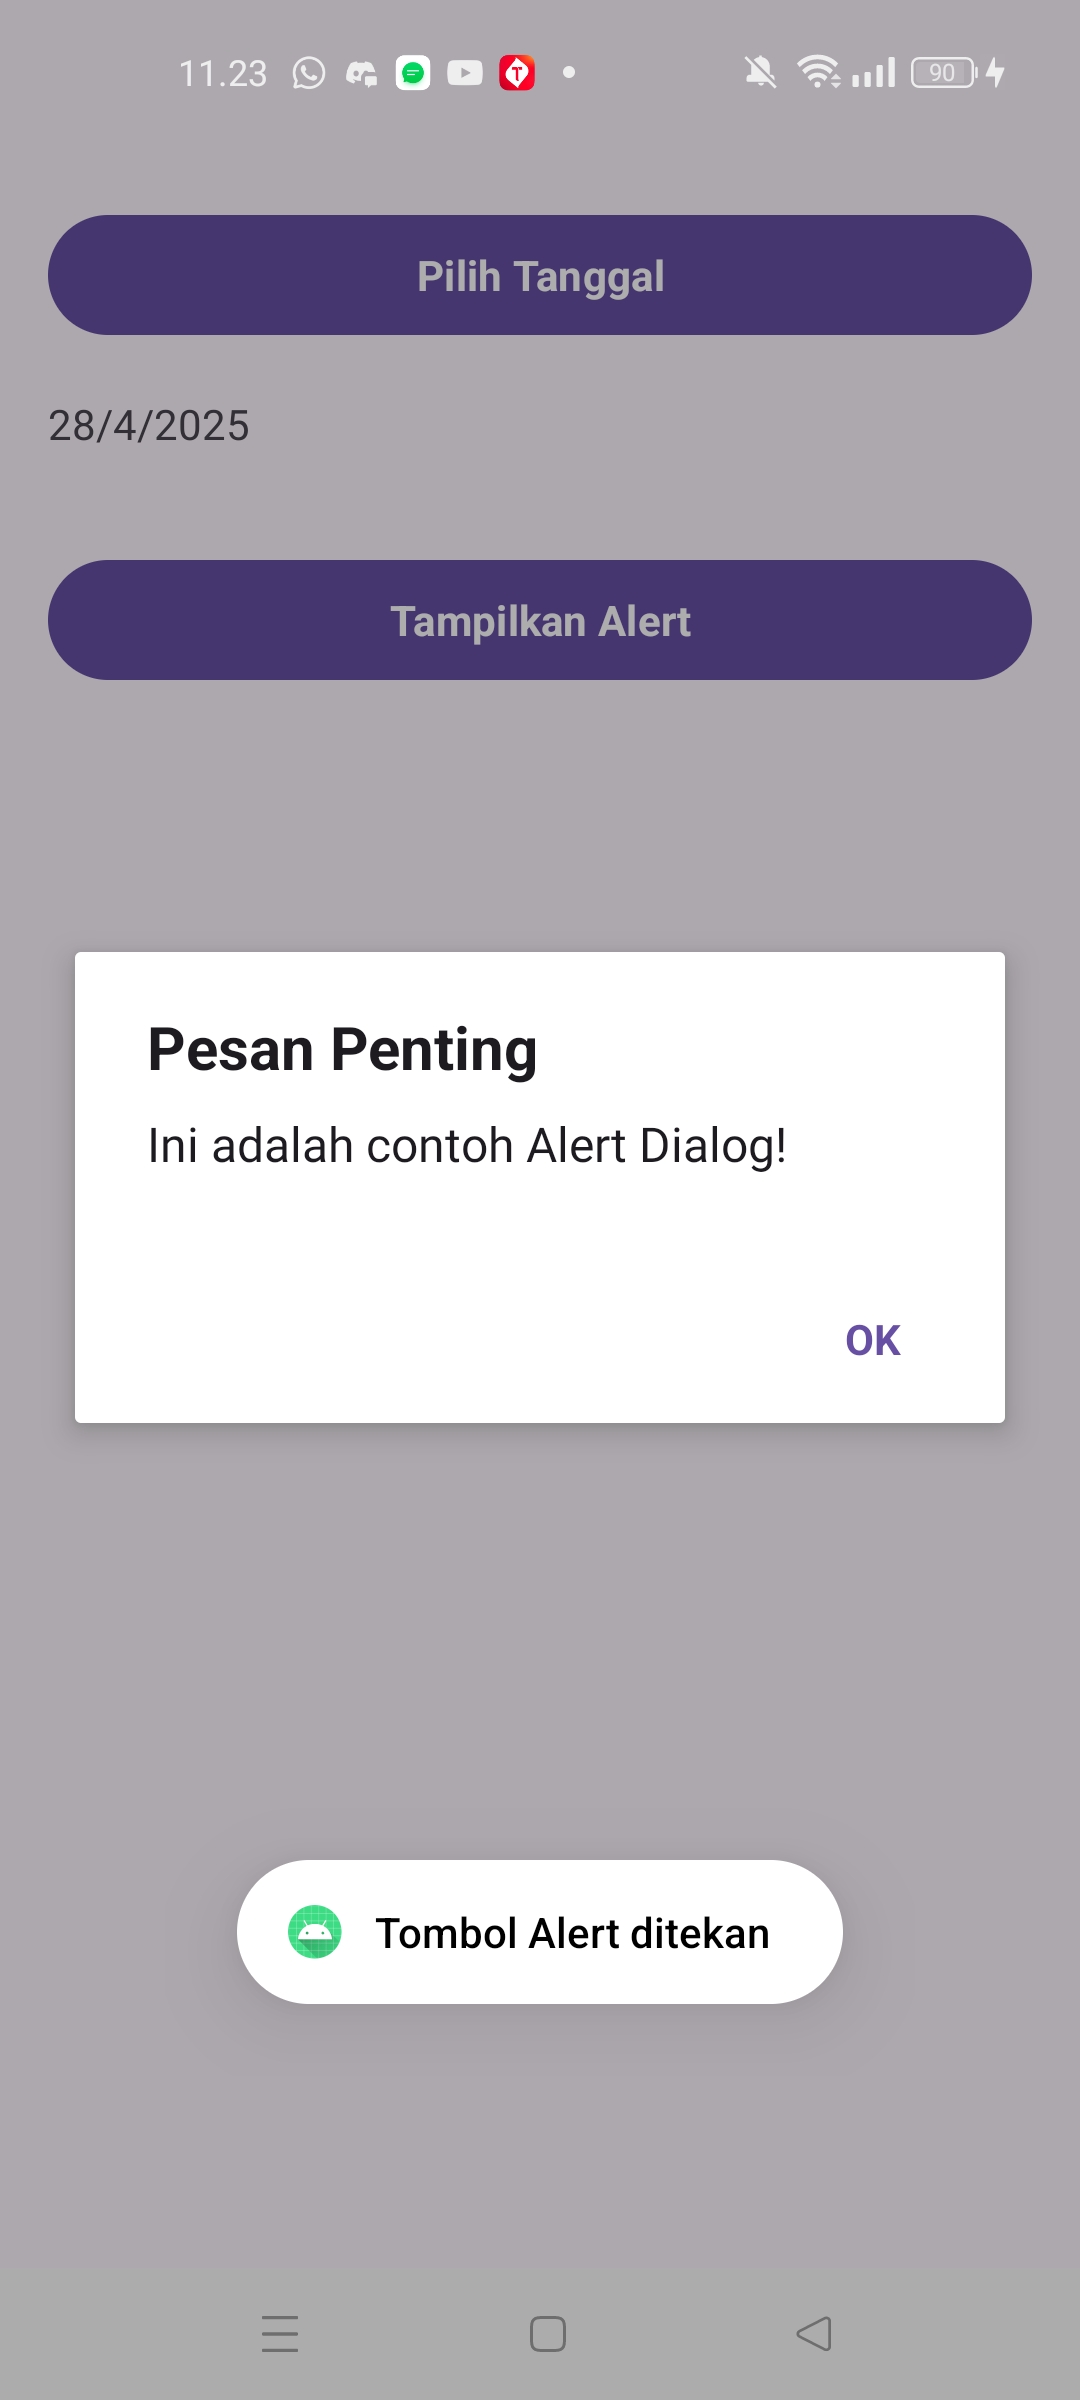 11.23
90
Pilih Tanggal
28/4/2025
Tampilkan Alert
Pesan Penting
Ini adalah contoh Alert Dialog!
OK
Tombol Alert ditekan